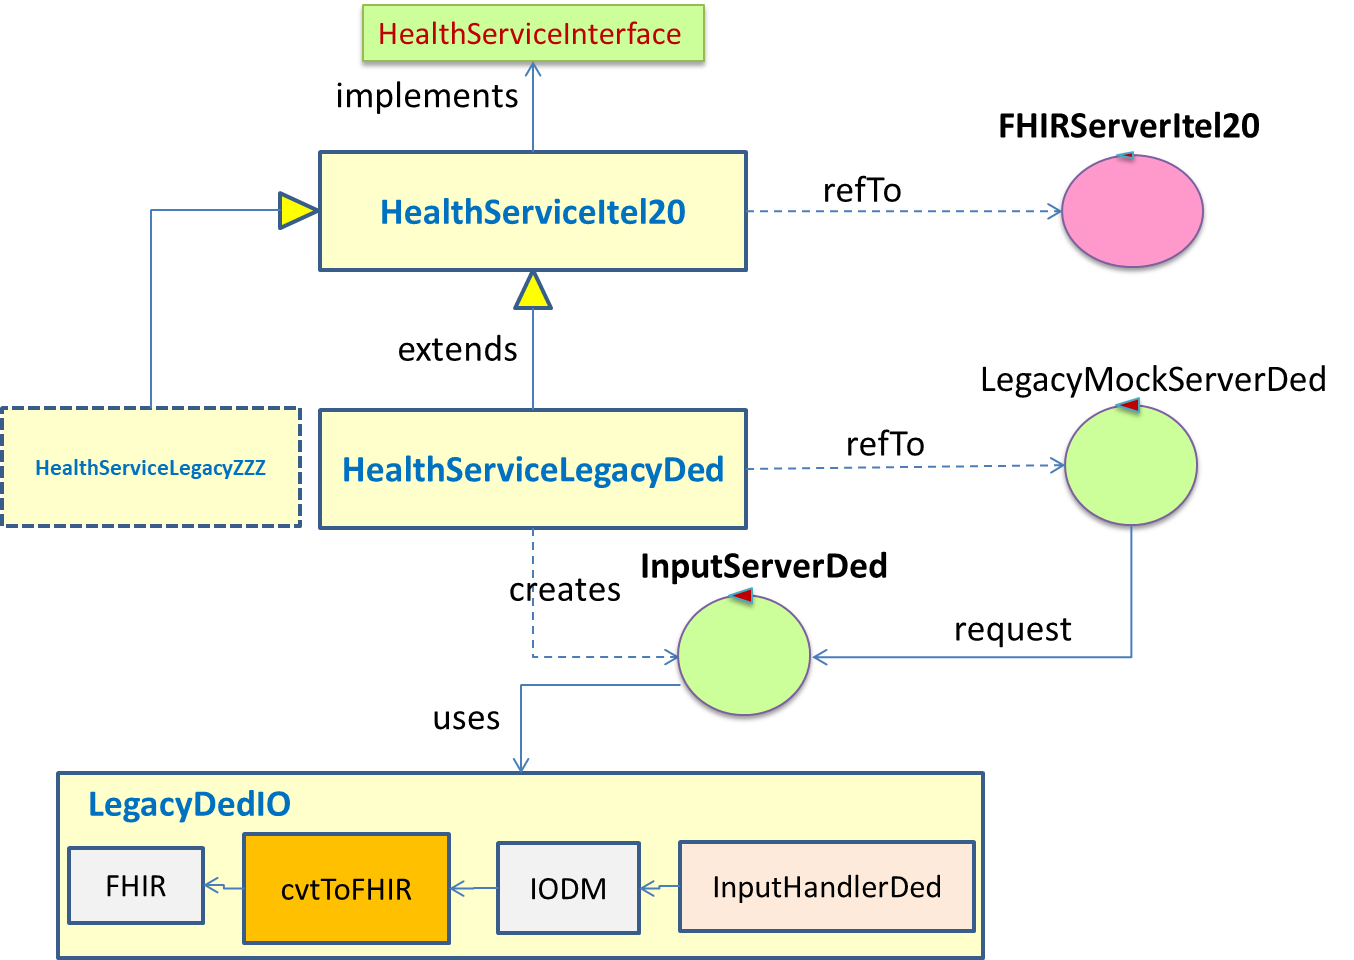 HealthServiceInterface
implements
FHIRServerItel20
HealthServiceItel20
refTo
extends
LegacyMockServerDed
HealthServiceLegacyZZZ
HealthServiceLegacyDed
refTo
InputServerDed
creates
request
uses
LegacyDedIO
FHIR
cvtToFHIR
IODM
InputHandlerDed